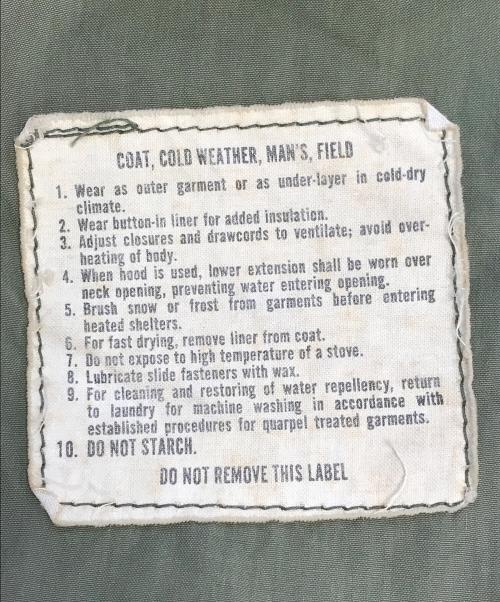 COAT, COLD WEATHER, MAN'S, FIELD
1. Wear as outer garment or as under-layer in cold-dry
climate.
2. Wear button-in liner for added insulation.
3. Adjust closures and drawcords to ventilate; avoid over-
heating of body.
4. When hood is used, lower extension shall be worn over
neck opening, preventing water entering opening.
5. Brush snow or frost from garments before entering
heated shelters.
6. For fast drying, remove liner from coat.
7. Do not expose to high temperature of a stove.
8. Lubricate slide fasteners with wax.
9. For cleaning and restoring of water repellency, return
to laundry for machine washing in accordance with
established procedures for quarpel treated garments.
10. DO NOT STARCH.
DO NOT REMOVE THIS LABEL